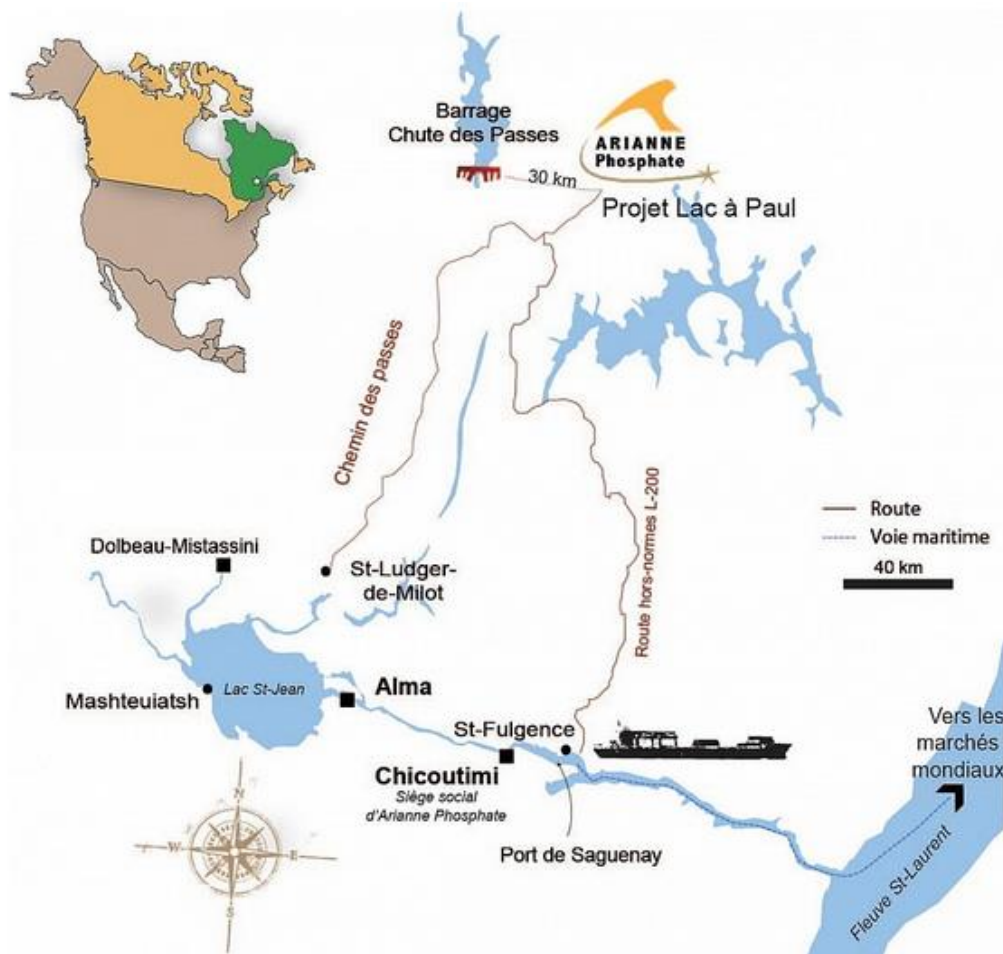 Barrage
Chute des Passes
ARIANNE
Phosphate
30 km
Projet Lac à Paul
Chemin des passes
Route hors-normes L-200
Route
Voie maritime
40 km
Dolbeau-Mistassini
St-Ludger-
de-Milot
Mashteuiatsh
Lac St-Jean
Alma
St-Fulgence
Chicoutimi
Siège social
d'Arianne Phosphate
Port de Saguenay
Vers les
marchés
mondiaux
Fleuve St-Laurent
N
W
E
S